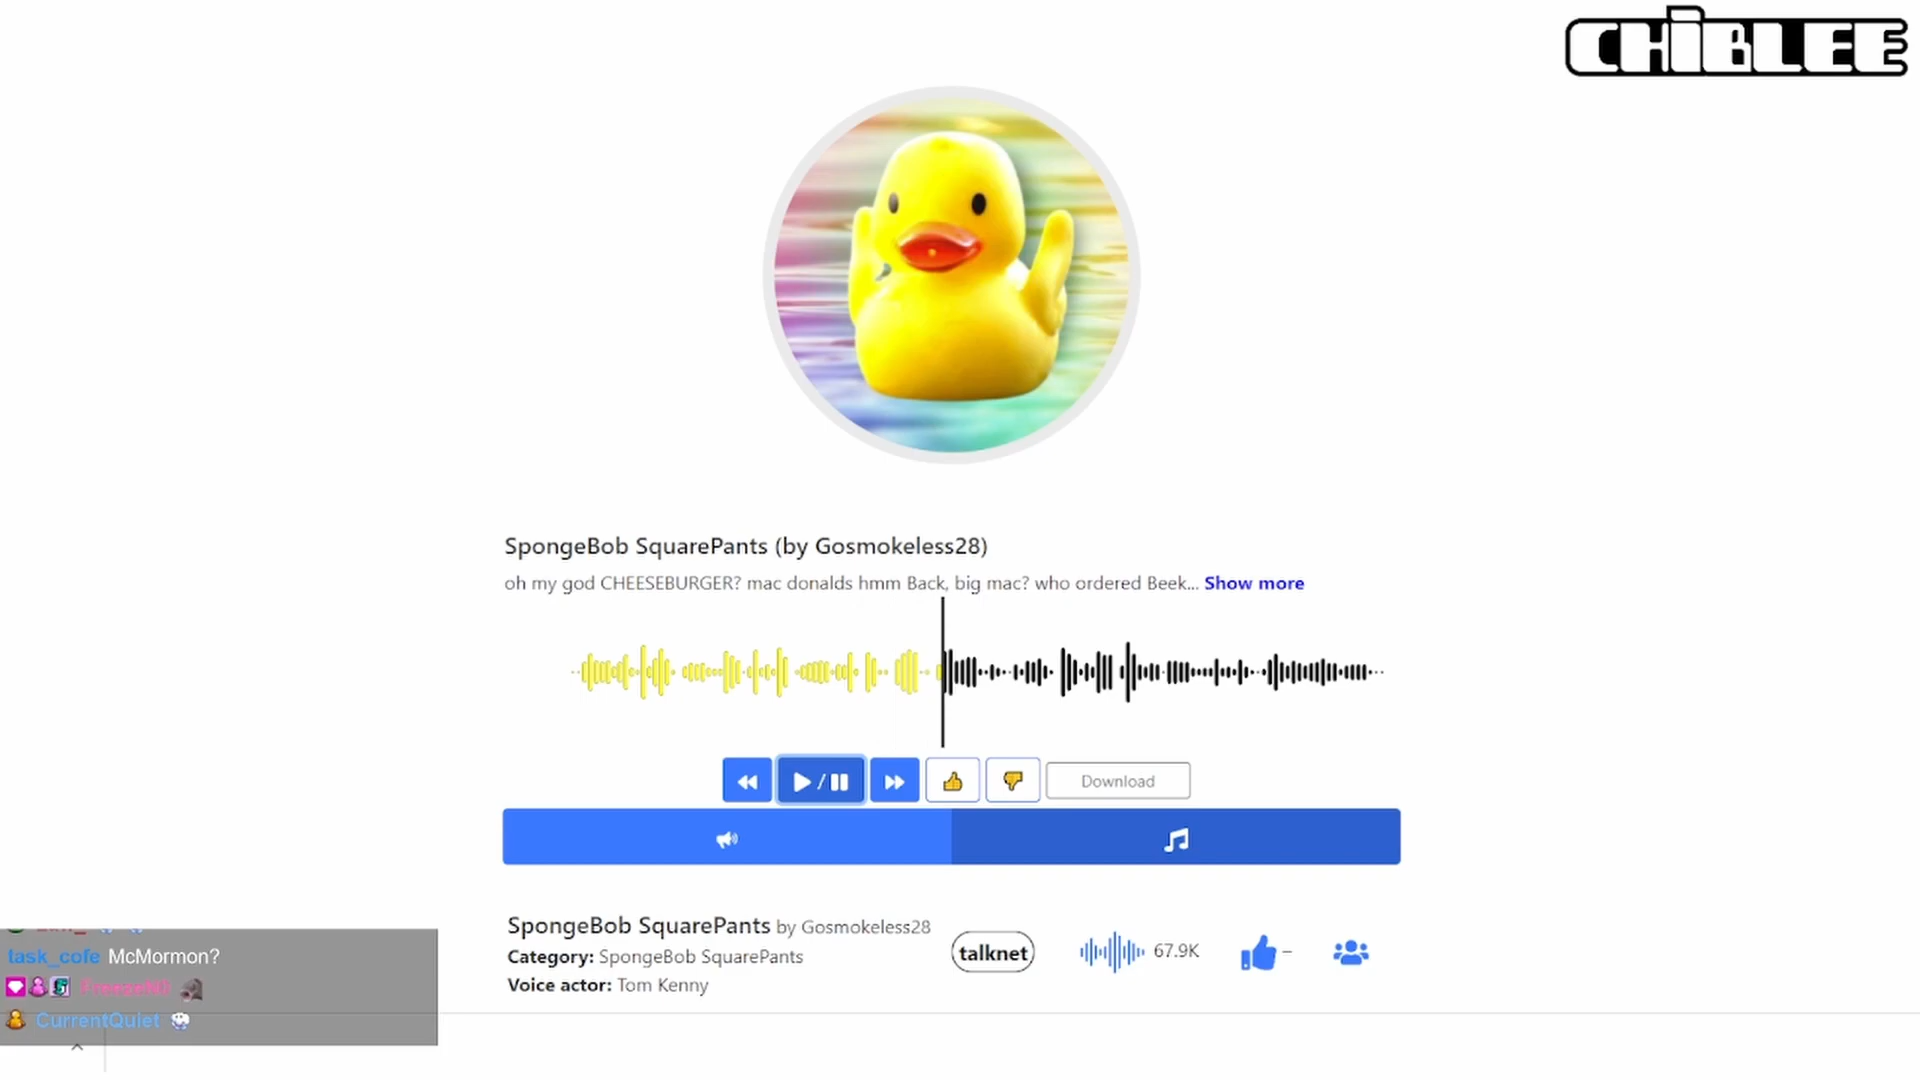 CHiBLEE
SpongeBob SquarePants (by Gosmokeless28)
oh my god CHEESEBURGER? mac donalds hmm Back, big mac? who ordered Beek... Show more
Download
SpongeBob SquarePants by Gosmokeless28
Category: SpongeBob SquarePants
Voice actor: Tom Kenny
talknet
67.9K
–
task_cofe McMormon?
CurrentQuiet